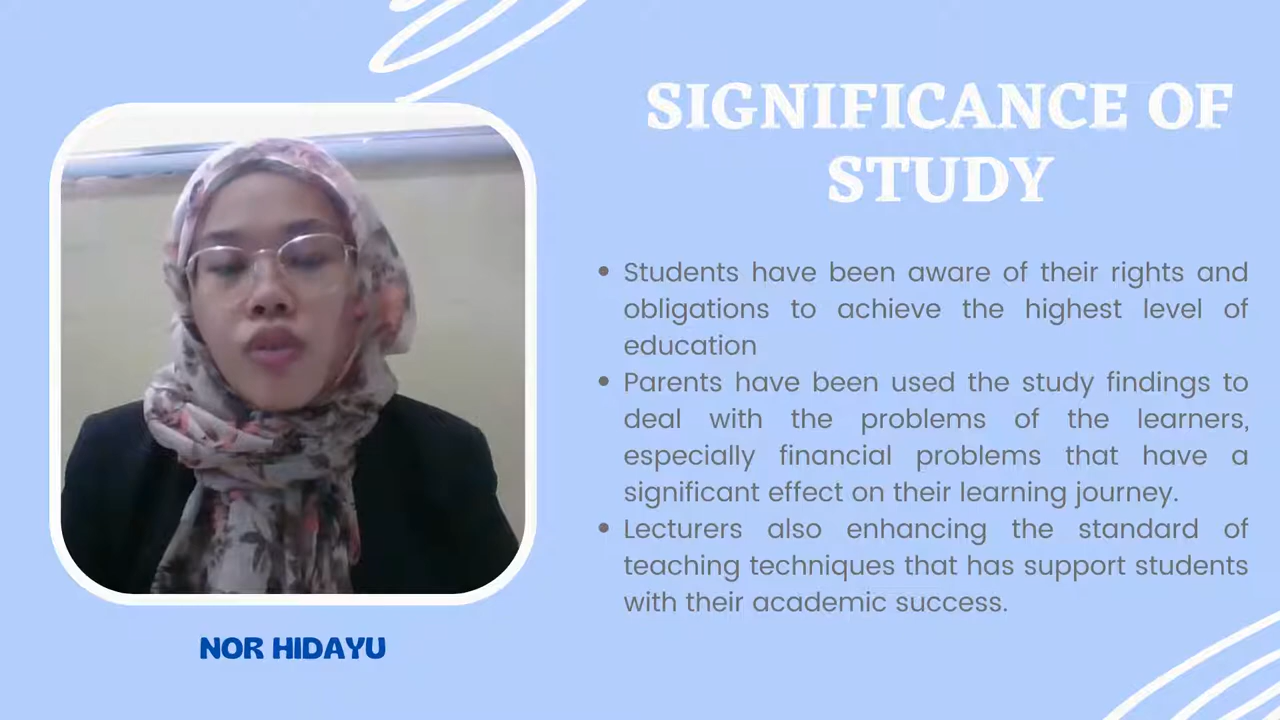 SIGNIFICANCE OF
STUDY
• Students have been aware of their rights and
obligations to achieve the highest level of
education
• Parents have been used the study findings to
deal with the problems of the learners,
especially financial problems that have a
significant effect on their learning journey.
• Lecturers also enhancing the standard of
teaching techniques that has support students
with their academic success.
NOR HIDAYU